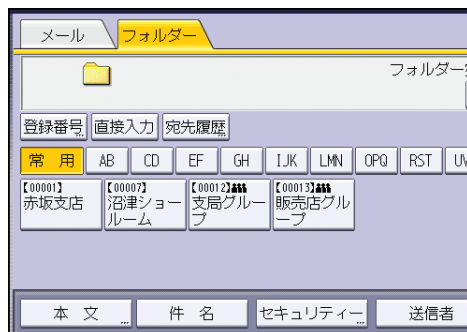 メール フォルダー
フォルダー
登録番号 直接入力 宛先履歴
常用 AB CD EF GH IJK LMN OPQ RST UV
【00001】 【00007】 【00012】 【00013】
赤坂支店 沼津ショー 支局グルー 販売店グル
ルーム プ ープ
本文 件名 セキュリティー 送信者